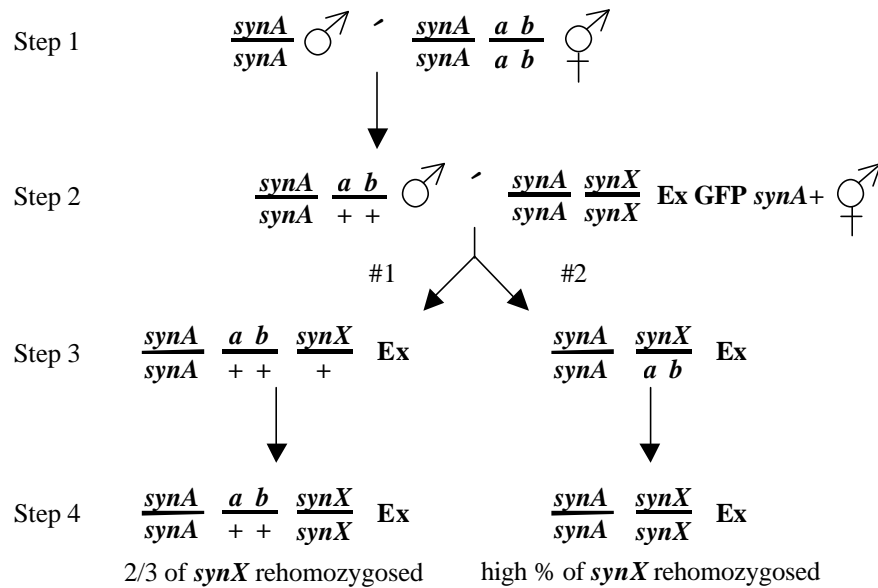 Step 1
synA synA a b
synA synA a b
Step 2
synA a b synA synX Ex GFP synA+
synA + + synA synX
#1 #2
Step 3
synA a b synX Ex synA synX Ex
synA + + + synA a b
Step 4
synA a b synX Ex synA synX Ex
synA + + synX synA synX
2/3 of synX rehomozygosed high % of synX rehomozygosed